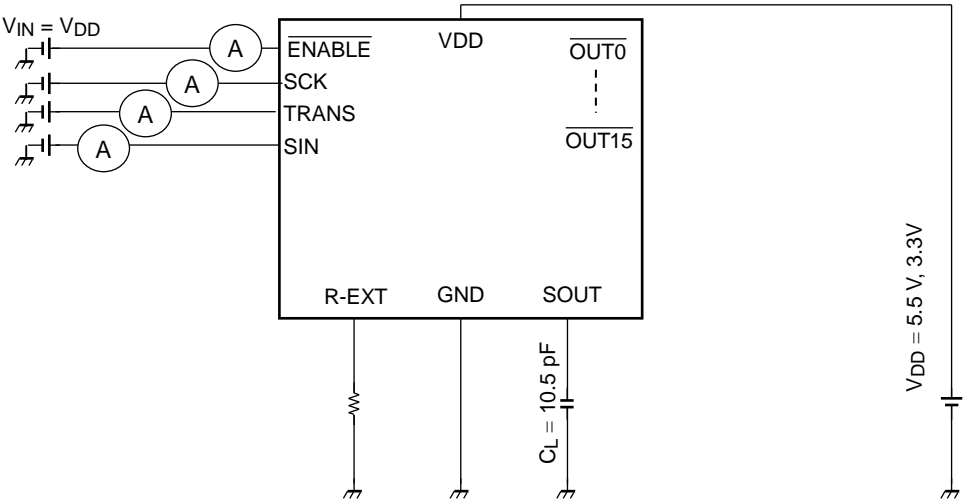 VIN = VDD
A
ENABLE
VDD
OUT0
A
SCK
A
TRANS
A
SIN
OUT15
R-EXT
GND
SOUT
CL = 10.5 pF
VDD = 5.5 V, 3.3V